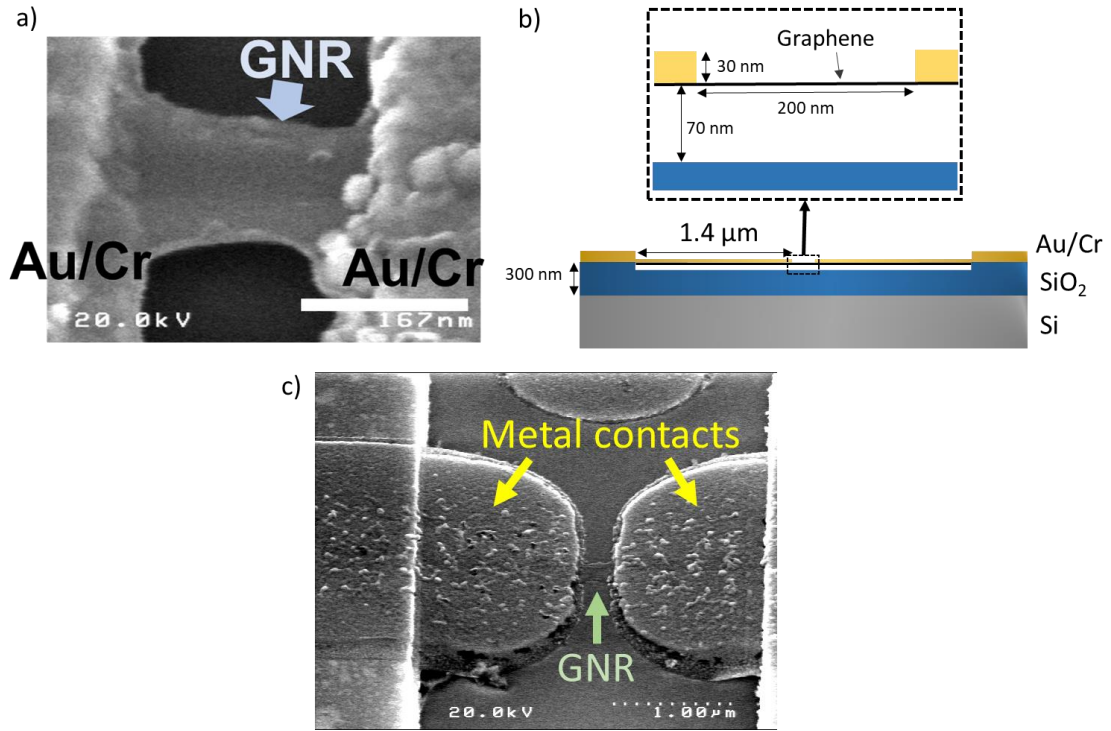 a)
GNR
Au/Cr
Au/Cr
20.0kV
167nm
b)
Graphene
30 nm
200 nm
70 nm
1.4 μm
Au/Cr
300 nm
SiO2
Si
c)
Metal contacts
GNR
20.0kV
1.00μm